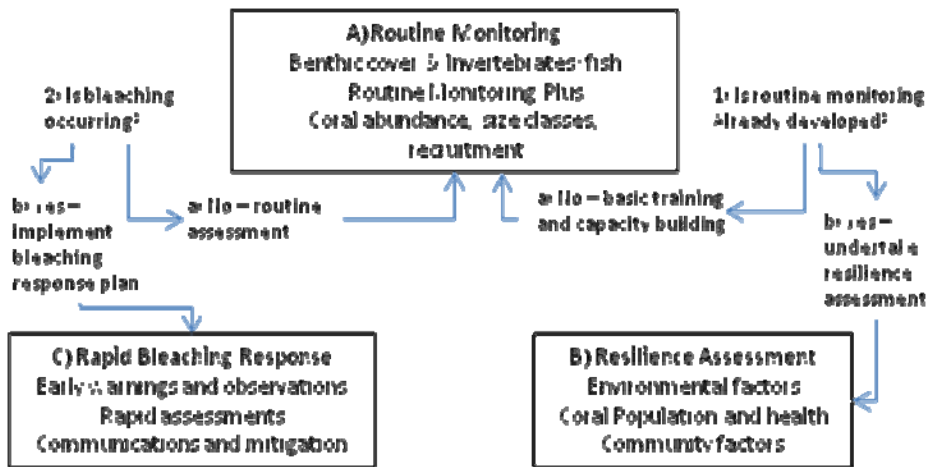 A) Routine Monitoring
Benthic cover & Invertebrates fish
Routine Monitoring Plus
Coral abundance, size classes,
recruitment
2) Is bleaching
occurring?
1) Is routine monitoring
Already developed?
b) Yes –
implement
bleaching
response plan
a) No – routine
assessment
a) No – basic training
and capacity building
b) Yes –
undertake
resilience
assessment
C) Rapid Bleaching Response
Early warnings and observations
Rapid assessments
Communications and mitigation
B) Resilience Assessment
Environmental factors
Coral Population and health
Community factors